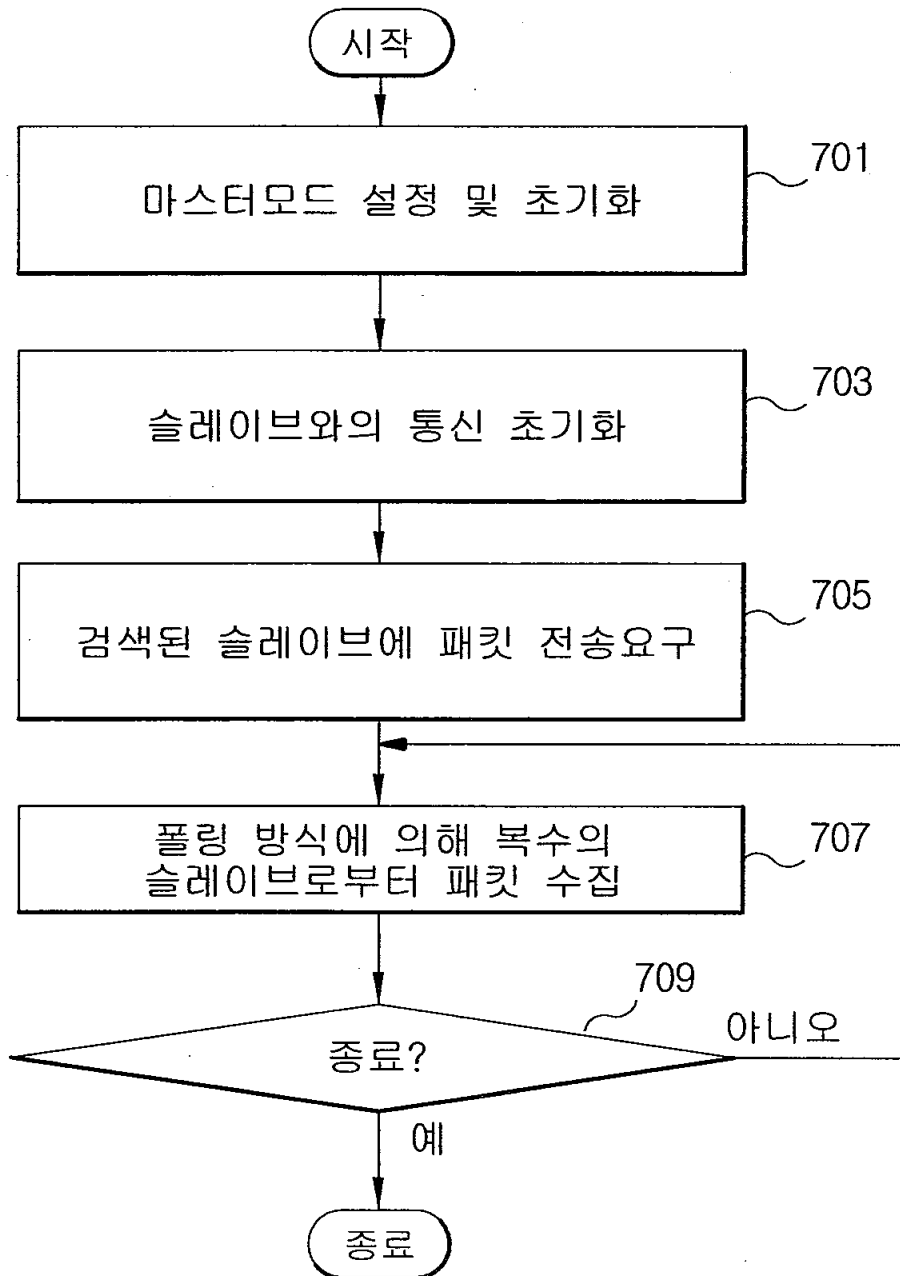 시작
마스터모드 설정 및 초기화
701
슬레이브와의 통신 초기화
703
검색된 슬레이브에 패킷 전송요구
705
폴링 방식에 의해 복수의
슬레이브로부터 패킷 수집
707
709
종료?
아니오
예
종료